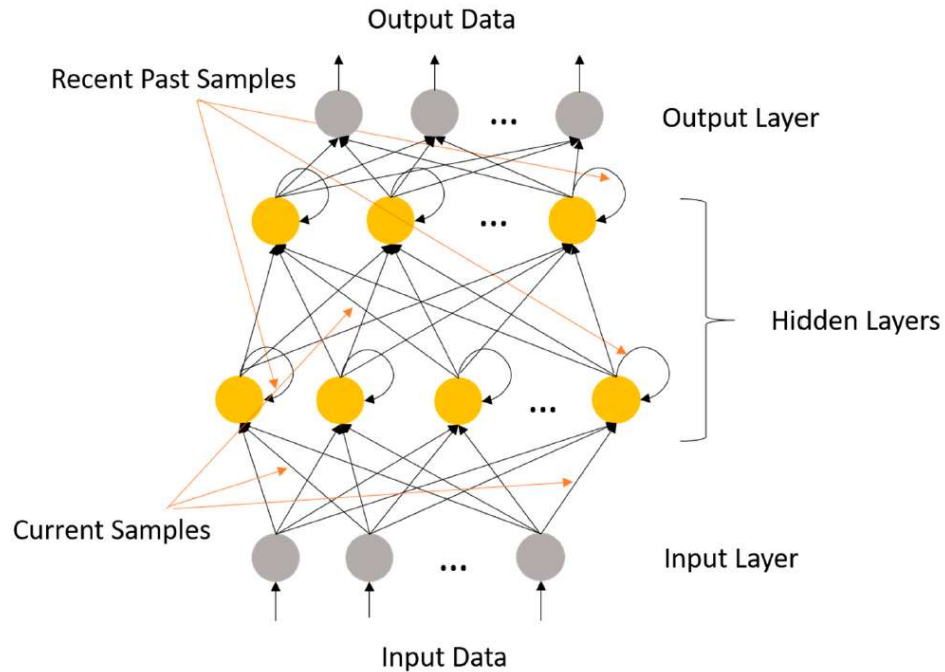 Output Data
Recent Past Samples
...
Output Layer
...
Hidden Layers
...
Current Samples
...
Input Layer
Input Data